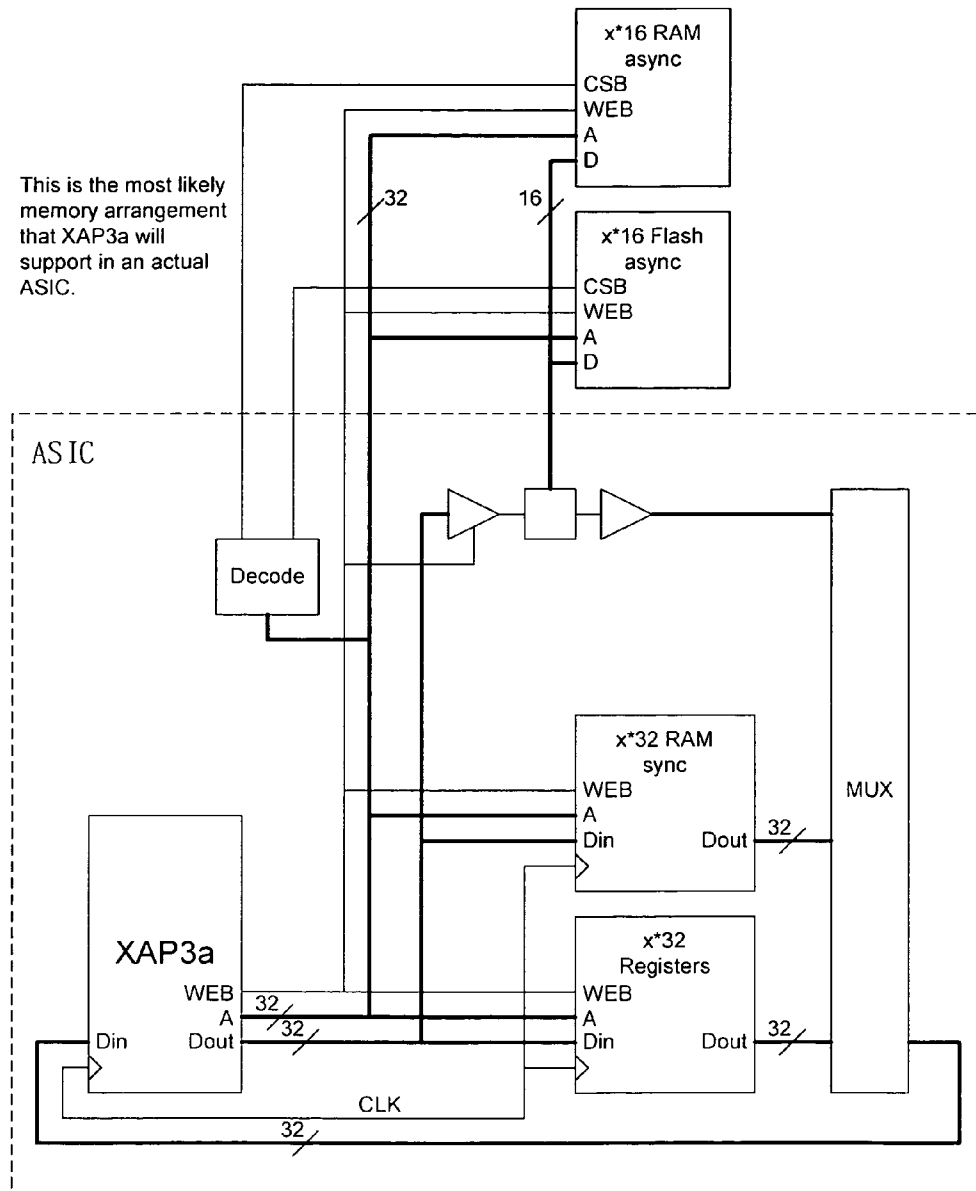 x*16 RAM
async
CSB
WEB
A
D
This is the most likely
memory arrangement
that XAP3a will
support in an actual
ASIC.
32
16
x*16 Flash
async
CSB
WEB
A
D
ASIC
Decode
x*32 RAM
sync
WEB
A
Din
Dout
32
MUX
XAP3a
WEB
A
Din
Dout
32
32
x*32
Registers
WEB
A
Din
Dout
32
CLK
32